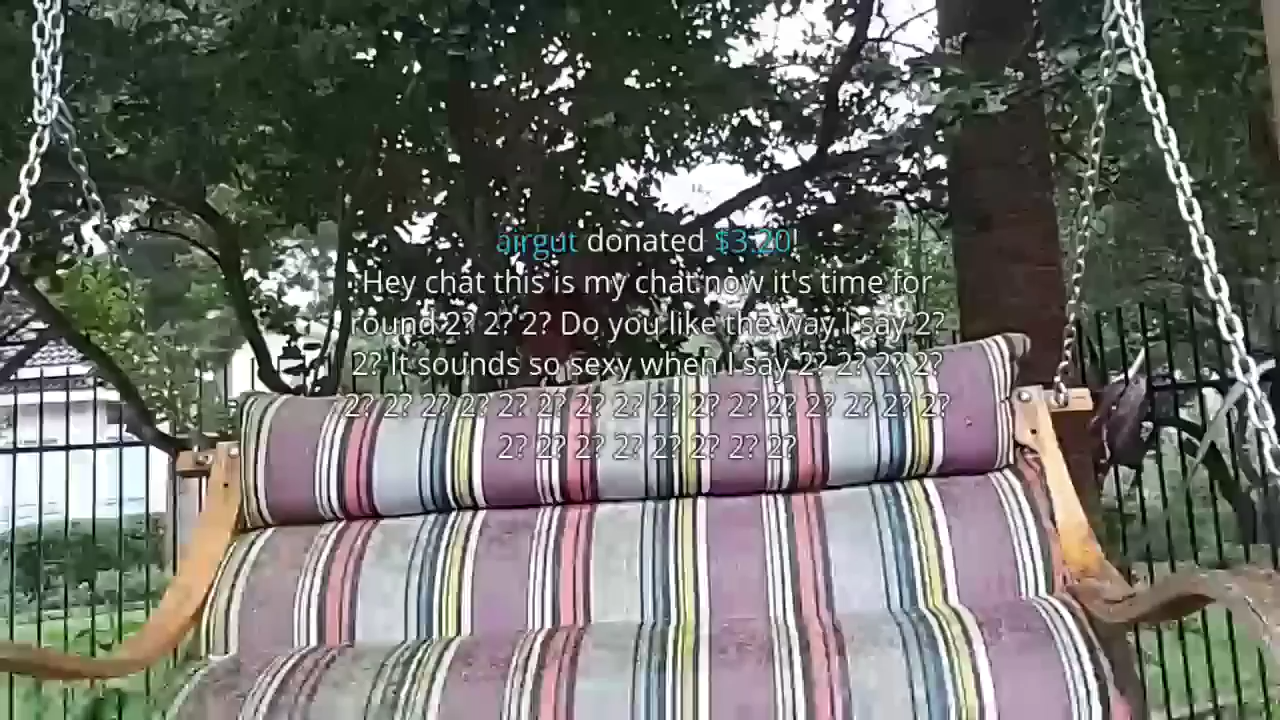 airgut donated $3.20!
Hey chat this is my chat now it's time for
round 2? 2? 2? Do you like the way I say 2?
2? It sounds so sexy when I say 2? 2? 2? 2?
2? 2? 2? 2? 2? 2? 2? 2? 2? 2? 2? 2? 2? 2? 2? 2?
2? 2? 2? 2? 2? 2? 2? 2?